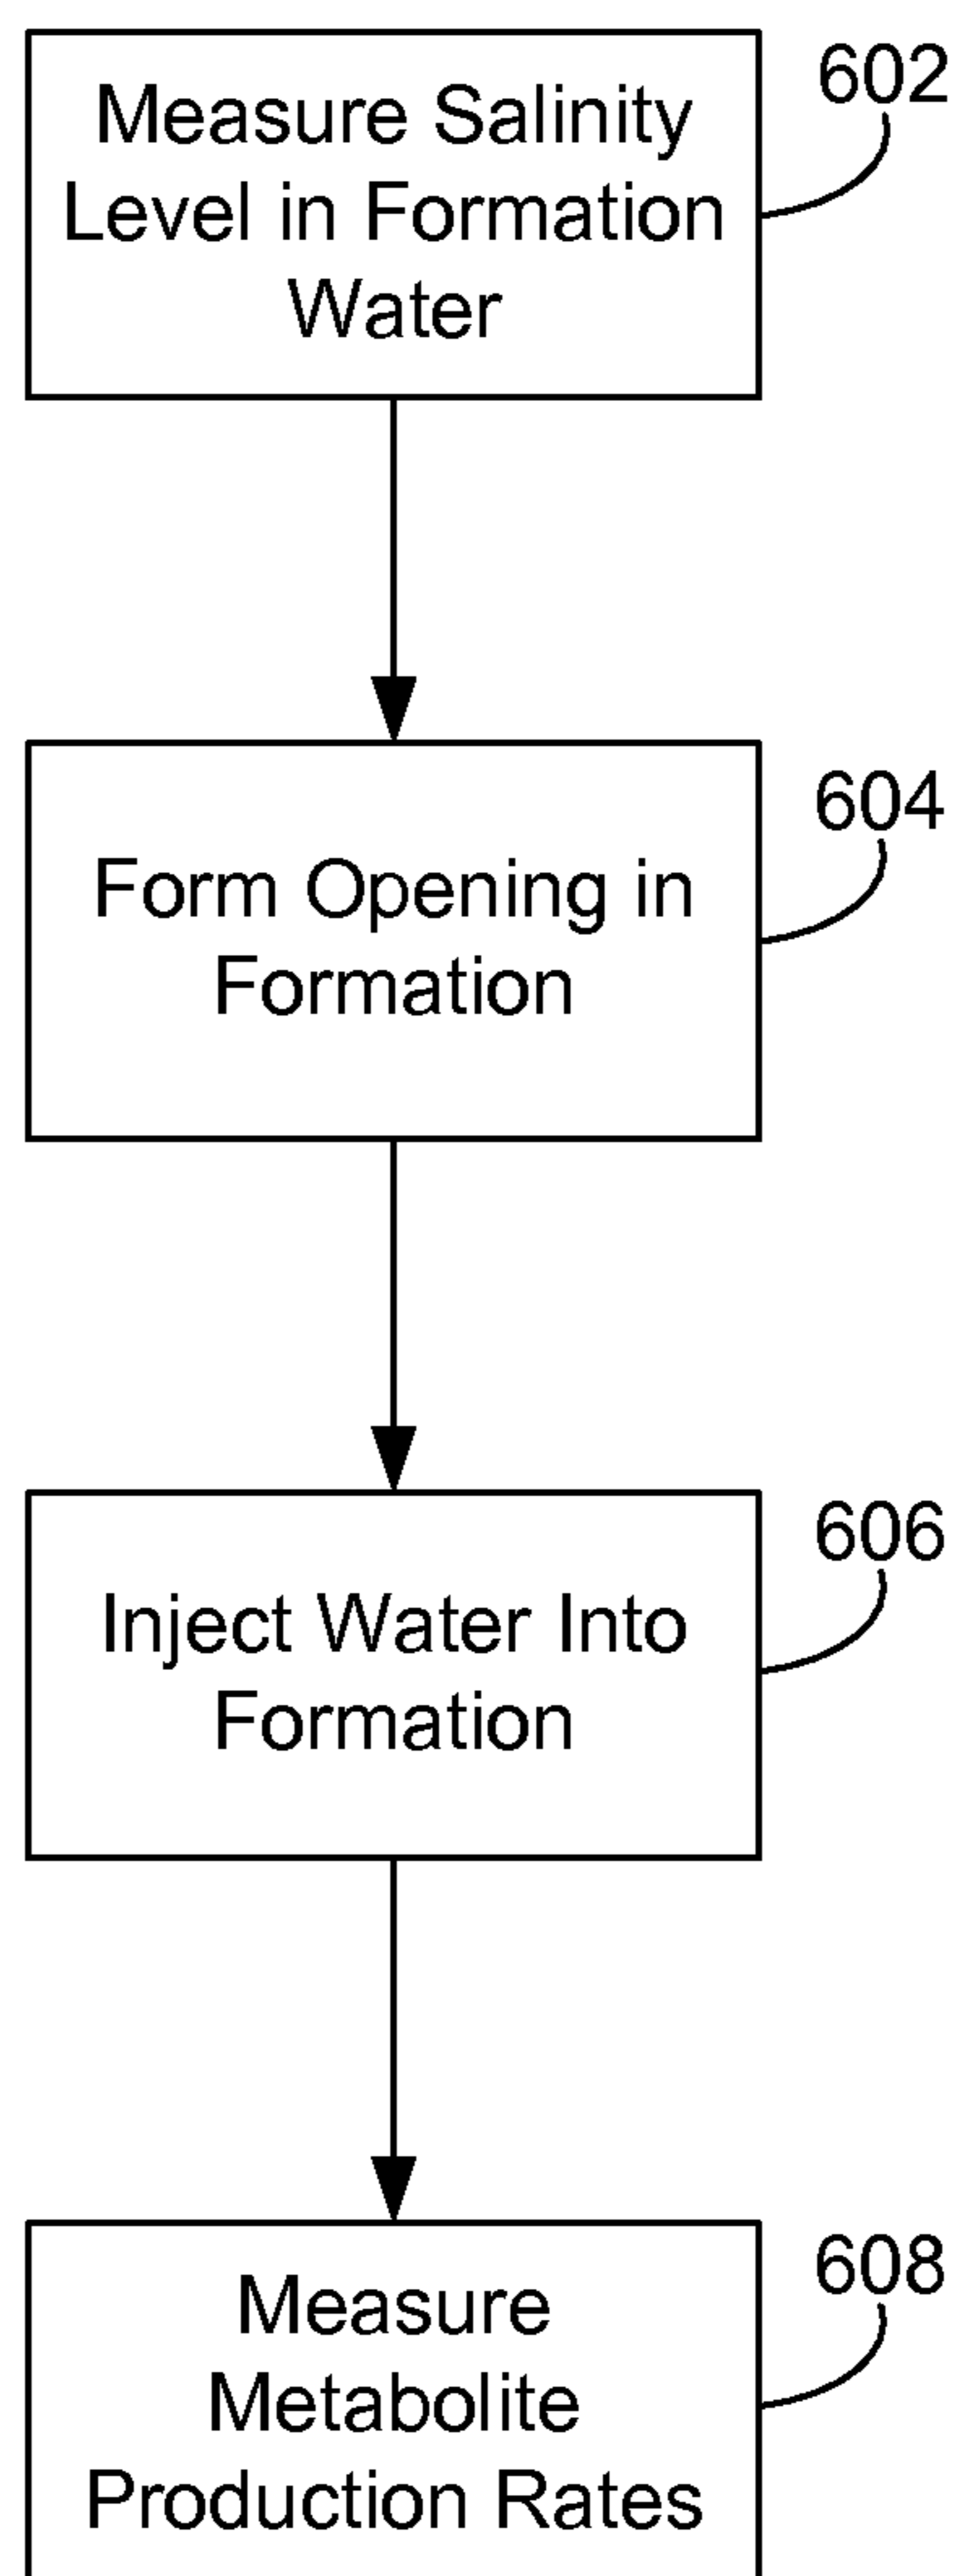 602
Measure Salinity
Level in Formation
Water
604
Form Opening in
Formation
606
Inject Water Into
Formation
608
Measure
Metabolite
Production Rates